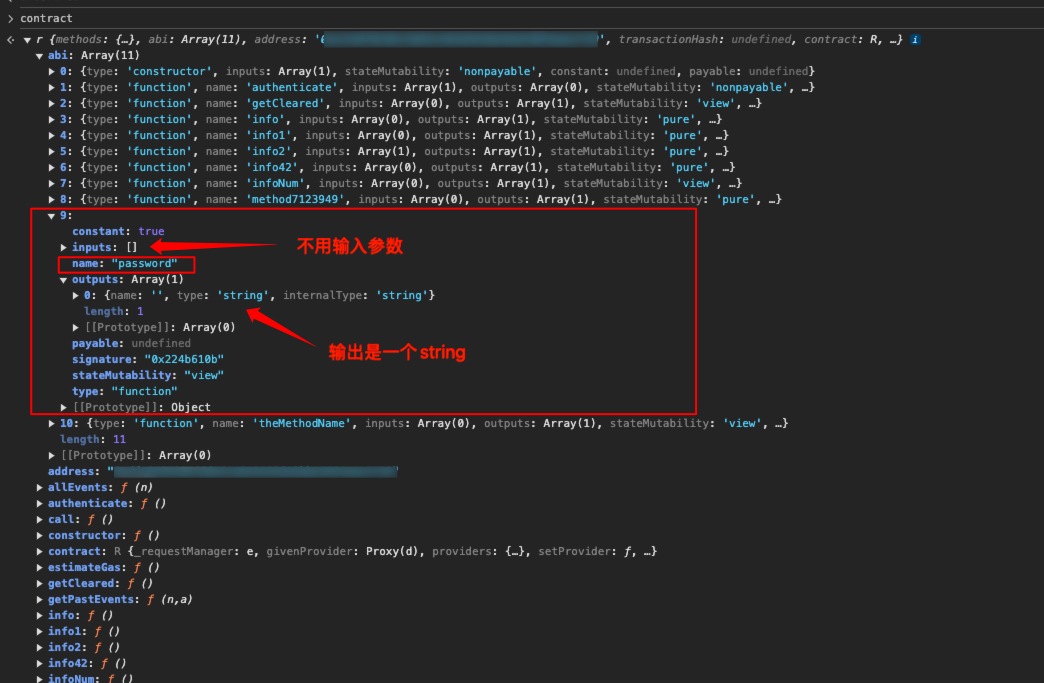 contract
r {methods: {…}, abi: Array(11), address: '0', transactionHash: undefined, contract: R, …} i
abi: Array(11)
0: {type: 'constructor', inputs: Array(1), stateMutability: 'nonpayable', constant: undefined, payable: undefined}
1: {type: 'function', name: 'authenticate', inputs: Array(1), outputs: Array(0), stateMutability: 'nonpayable', …}
2: {type: 'function', name: 'getCleared', inputs: Array(0), outputs: Array(1), stateMutability: 'view', …}
3: {type: 'function', name: 'info', inputs: Array(0), outputs: Array(1), stateMutability: 'pure', …}
4: {type: 'function', name: 'info1', inputs: Array(0), outputs: Array(1), stateMutability: 'pure', …}
5: {type: 'function', name: 'info2', inputs: Array(1), outputs: Array(1), stateMutability: 'pure', …}
6: {type: 'function', name: 'info42', inputs: Array(0), outputs: Array(1), stateMutability: 'pure', …}
7: {type: 'function', name: 'infoNum', inputs: Array(0), outputs: Array(1), stateMutability: 'view', …}
8: {type: 'function', name: 'method7123949', inputs: Array(0), outputs: Array(1), stateMutability: 'pure', …}
9:
constant: true
inputs: [] 不用输入参数
name: "password"
outputs: Array(1)
0: {name: '', type: 'string', internalType: 'string'}
length: 1
[[Prototype]]: Array(0)
payable: undefined 输出是一个string
signature: "0x224b610b"
stateMutability: "view"
type: "function"
[[Prototype]]: Object
10: {type: 'function', name: 'theMethodName', inputs: Array(0), outputs: Array(1), stateMutability: 'view', …}
length: 11
[[Prototype]]: Array(0)
address: "
allEvents: ƒ (n)
authenticate: ƒ ()
call: ƒ ()
constructor: ƒ ()
contract: R {_requestManager: e, givenProvider: Proxy(d), providers: {…}, setProvider: ƒ, …}
estimateGas: ƒ ()
getCleared: ƒ ()
getPastEvents: ƒ (n,a)
info: ƒ ()
info1: ƒ ()
info2: ƒ ()
info42: ƒ ()
infoNum: ƒ ()